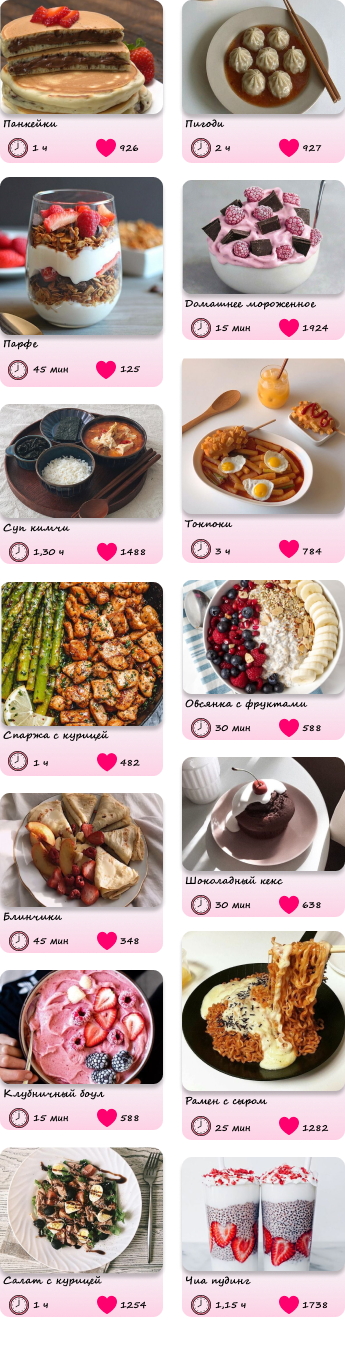 Панкейки
1 ч 926
Парфе
45 мин 125
Суп кимчи
1,30 ч 1488
Спаржа с курицей
1 ч 482
Блинчики
45 мин 348
Клубничный боул
15 мин 588
Салат с курицей
1 ч 1254
Пигоди
2 ч 927
Домашнее мороженное
15 мин 1924
Токпоки
3 ч 784
Овсянка с фруктами
30 мин 588
Шоколадный кекс
30 мин 638
Рамен с сыром
25 мин 1282
Чиа пудинг
1,15 ч 1738